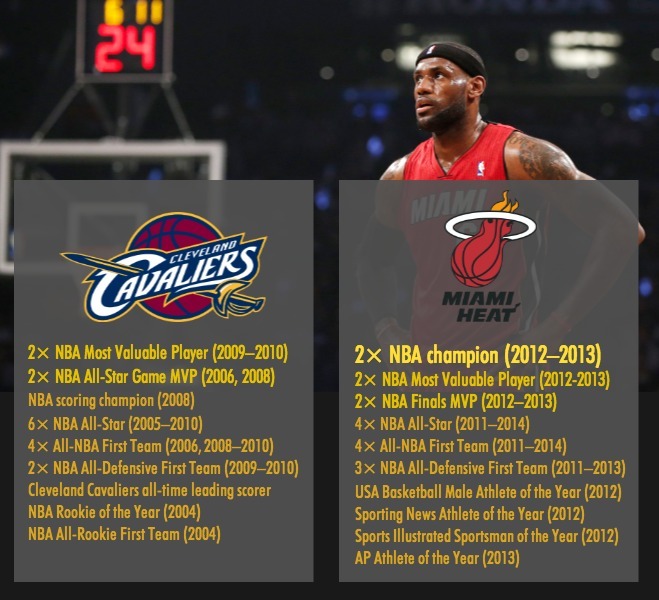 6 11
24
MIAMI
CLEVELAND
CAVALIERS
2× NBA Most Valuable Player (2009–2010)
2× NBA All-Star Game MVP (2006, 2008)
NBA scoring champion (2008)
6× NBA All-Star (2005–2010)
4× All-NBA First Team (2006, 2008–2010)
2× NBA All-Defensive First Team (2009–2010)
Cleveland Cavaliers all-time leading scorer
NBA Rookie of the Year (2004)
NBA All-Rookie First Team (2004)
MIAMI
HEAT
2× NBA champion (2012–2013)
2× NBA Most Valuable Player (2012-2013)
2× NBA Finals MVP (2012–2013)
4× NBA All-Star (2011–2014)
4× All-NBA First Team (2011–2014)
3× NBA All-Defensive First Team (2011–2013)
USA Basketball Male Athlete of the Year (2012)
Sporting News Athlete of the Year (2012)
Sports Illustrated Sportsman of the Year (2012)
AP Athlete of the Year (2013)